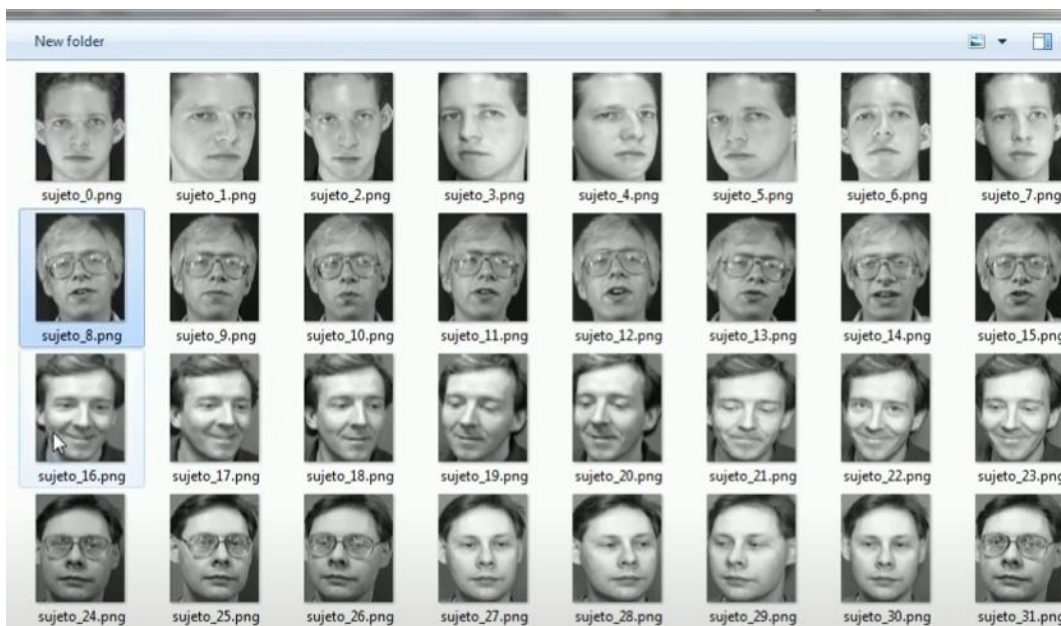 New folder
sujeto_0.png sujeto_1.png sujeto_2.png sujeto_3.png sujeto_4.png sujeto_5.png sujeto_6.png sujeto_7.png
sujeto_8.png sujeto_9.png sujeto_10.png sujeto_11.png sujeto_12.png sujeto_13.png sujeto_14.png sujeto_15.png
sujeto_16.png sujeto_17.png sujeto_18.png sujeto_19.png sujeto_20.png sujeto_21.png sujeto_22.png sujeto_23.png
sujeto_24.png sujeto_25.png sujeto_26.png sujeto_27.png sujeto_28.png sujeto_29.png sujeto_30.png sujeto_31.png